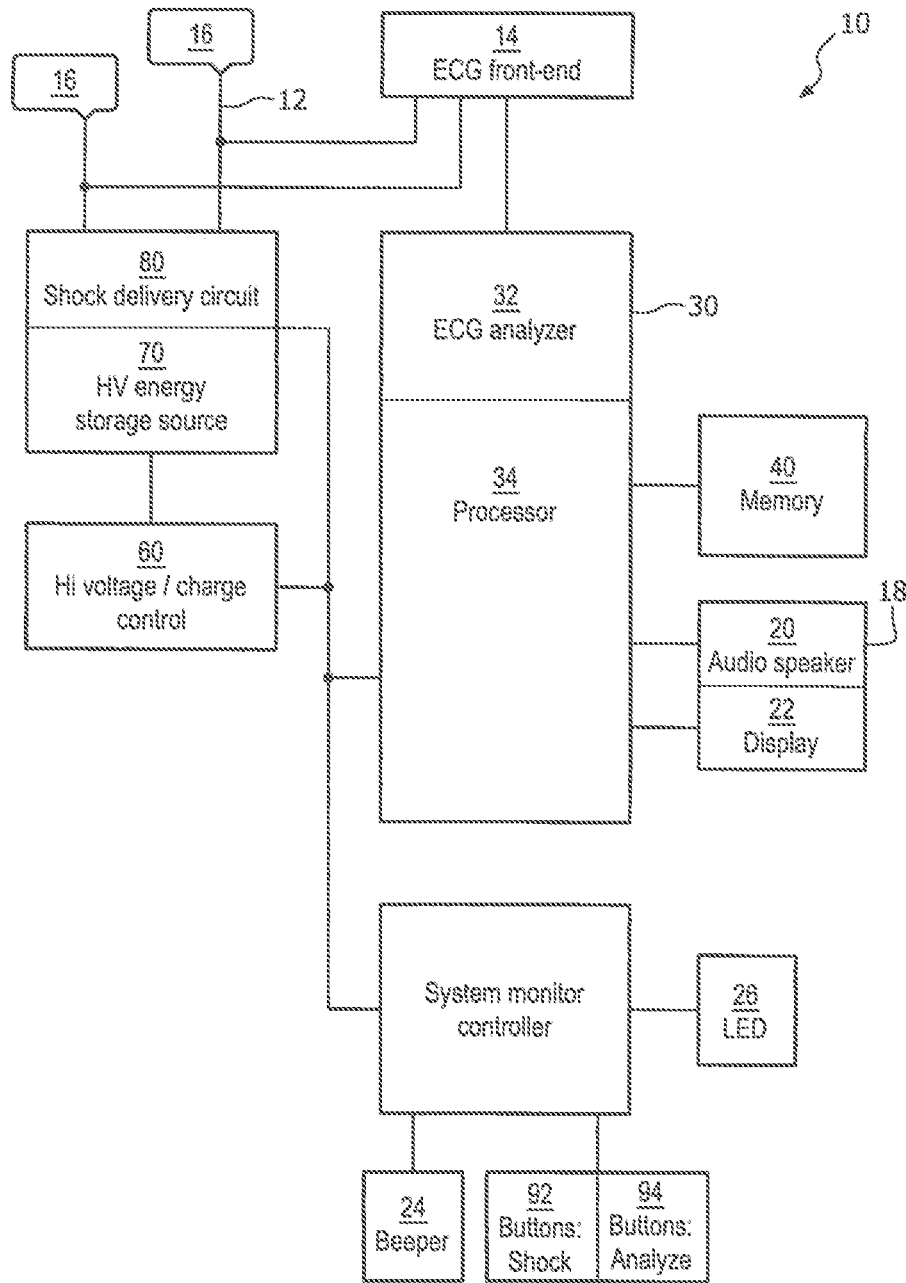 10
16
16
12
14
ECG front-end
80
Shock delivery circuit
70
HV energy
storage source
32
ECG analyzer
30
34
Processor
40
Memory
60
HI voltage / charge
control
18
20
Audio speaker
22
Display
System monitor
controller
26
LED
24
Beeper
92
Buttons:
Shock
94
Buttons:
Analyze